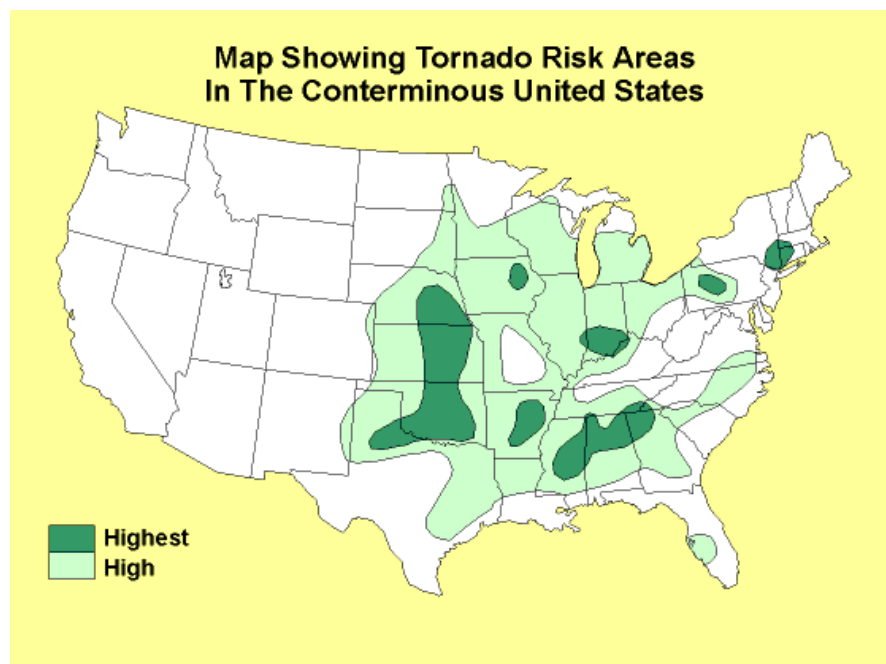 Map Showing Tornado Risk Areas
In The Conterminous United States
Highest
High